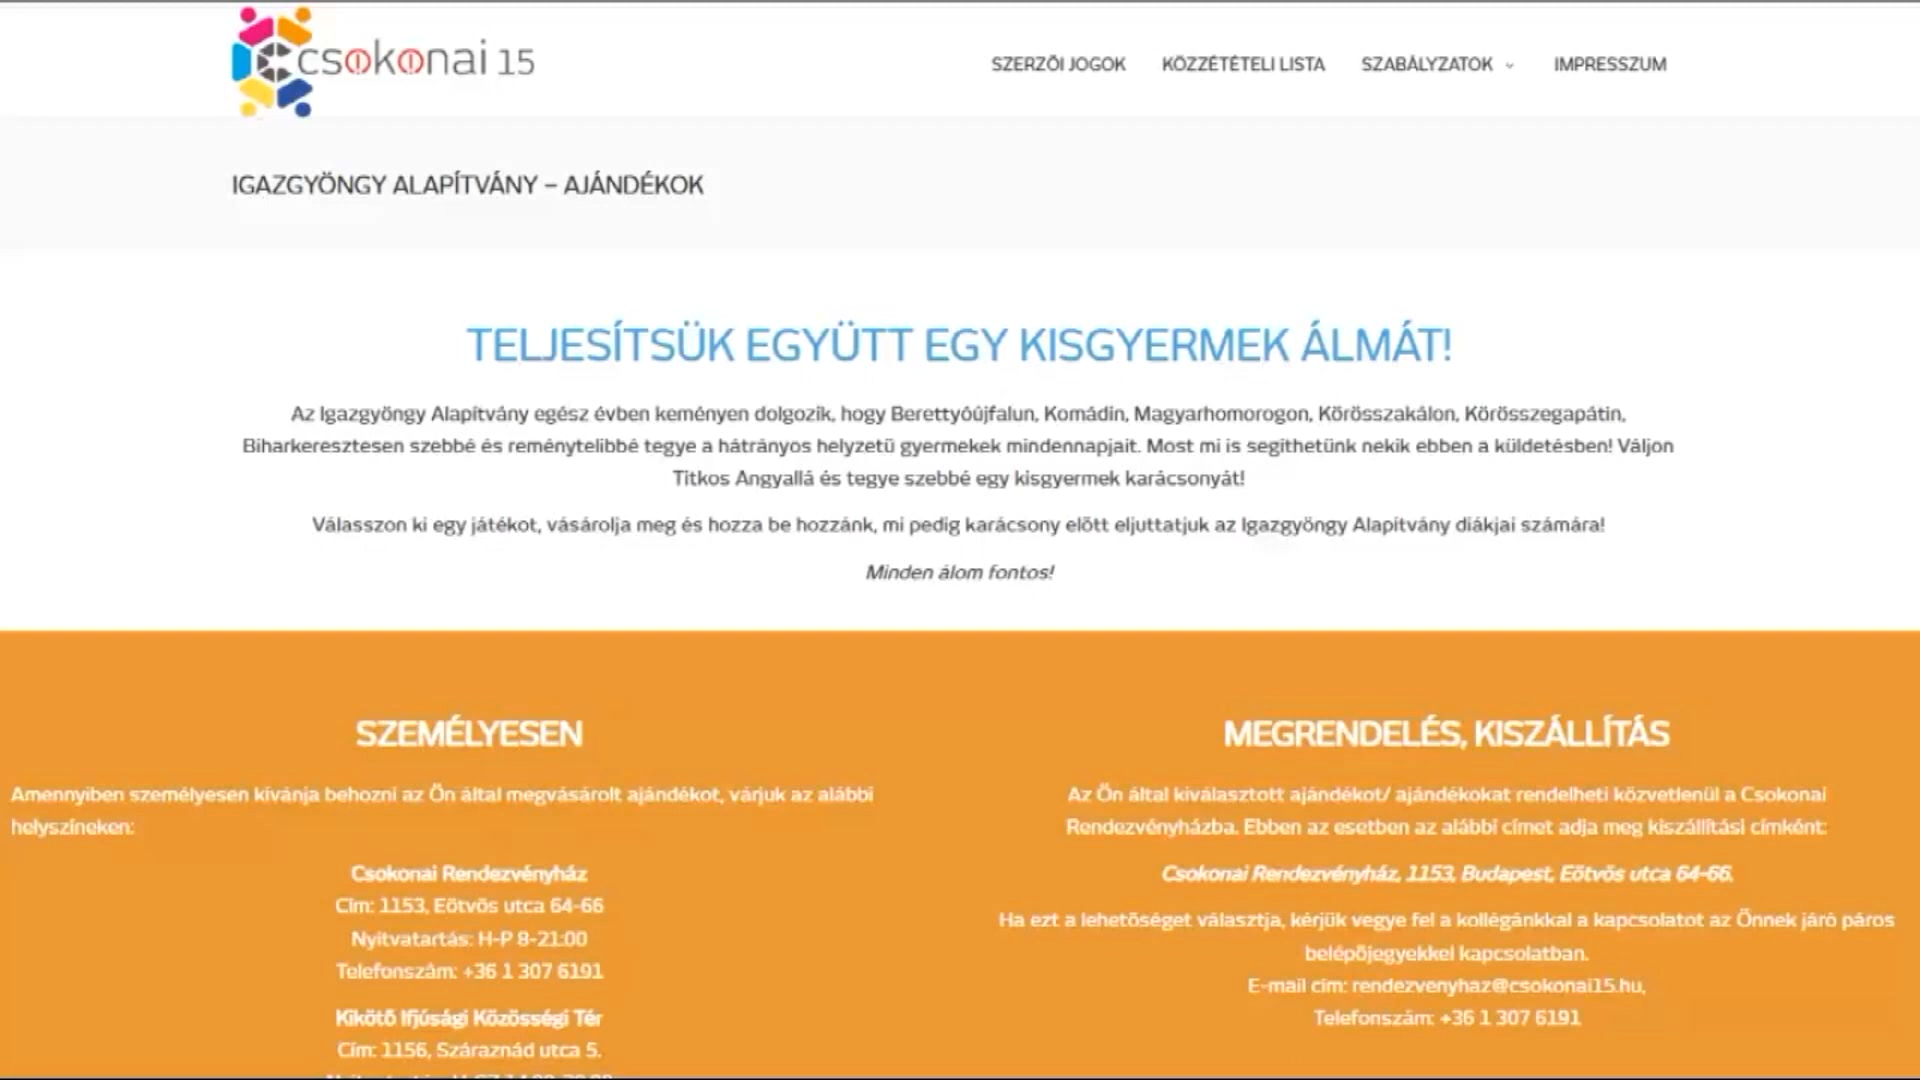 csokonai 15
SZERZŐI JOGOK KÖZZÉTÉTELI LISTA SZABÁLYZATOK IMPRESSZUM
IGAZGYÖNGY ALAPÍTVÁNY – AJÁNDÉKOK
TELJESÍTSÜK EGYÜTT EGY KISGYERMEK ÁLMÁT!
Az Igazgyöngy Alapítvány egész évben keményen dolgozik, hogy Berettyóújfalun, Komádin, Magyarhomorogon, Körösszakálon, Körösszegapátin,
Biharkeresztesen szebbé és reménytelibbé tegye a hátrányos helyzetű gyermekek mindennapjait. Most mi is segíthetünk nekik ebben a küldetésben! Váljon
Titkos Angyallá és tegye szebbé egy kisgyermek karácsonyát!
Válasszon ki egy játékot, vásárolja meg és hozza be hozzánk, mi pedig karácsony előtt eljuttatjuk az Igazgyöngy Alapítvány diákjai számára!
Minden álom fontos!
SZEMÉLYESEN
Amennyiben személyesen kívánja behozni az Ön által megvásárolt ajándékot, várjuk az alábbi
helyszíneken:
Csokonai Rendezvényház
Cím: 1153, Eötvös utca 64-66
Nyitvatartás: H-P 8-21:00
Telefonszám: +36 1 307 6191
Kikötő Ifjúsági Közösségi Tér
Cím: 1156, Száraznád utca 5.
MEGRENDELÉS, KISZÁLLÍTÁS
Az Ön által kiválasztott ajándékot/ ajándékokat rendelheti közvetlenül a Csokonai
Rendezvényházba. Ebben az esetben az alábbi címet adja meg kiszállítási címként:
Csokonai Rendezvényház, 1153, Budapest, Eötvös utca 64-66.
Ha ezt a lehetőséget választja, kérjük vegye fel a kollégánkkal a kapcsolatot az Önnek járó páros
belépőjegyekkel kapcsolatban.
E-mail cím: rendezvenyhaz@csokonai15.hu,
Telefonszám: +36 1 307 6191